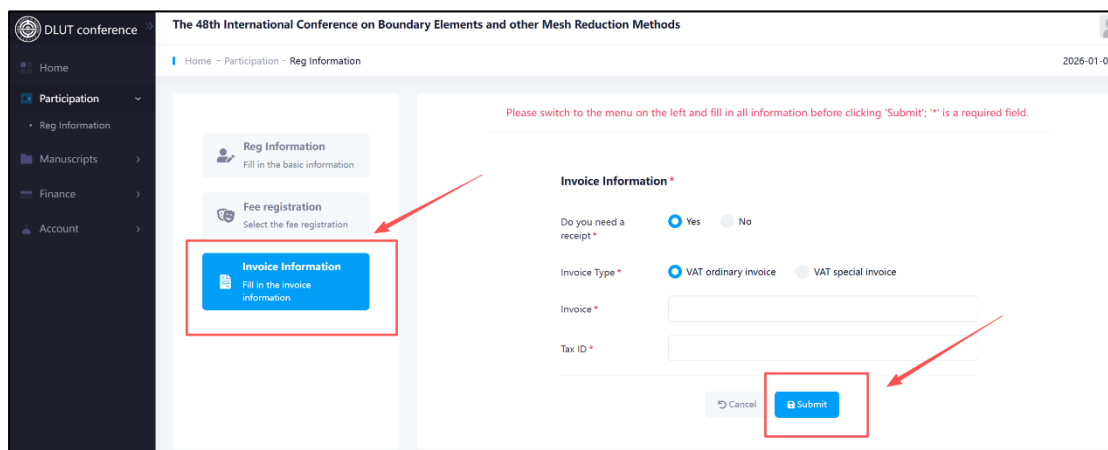 DLUT conference
The 48th International Conference on Boundary Elements and other Mesh Reduction Methods
Home - Participation - Reg Information
Home
Participation
Reg Information
Manuscripts
Finance
Account
Reg Information
Fill in the basic information
Fee registration
Select the fee registration
Invoice Information
Fill in the invoice
information
Please switch to the menu on the left and fill in all information before clicking 'Submit'; '*' is a required field.
Invoice Information *
Do you need a
receipt *
Yes No
Invoice Type *
VAT ordinary invoice VAT special invoice
Invoice *
Tax ID *
Cancel Submit